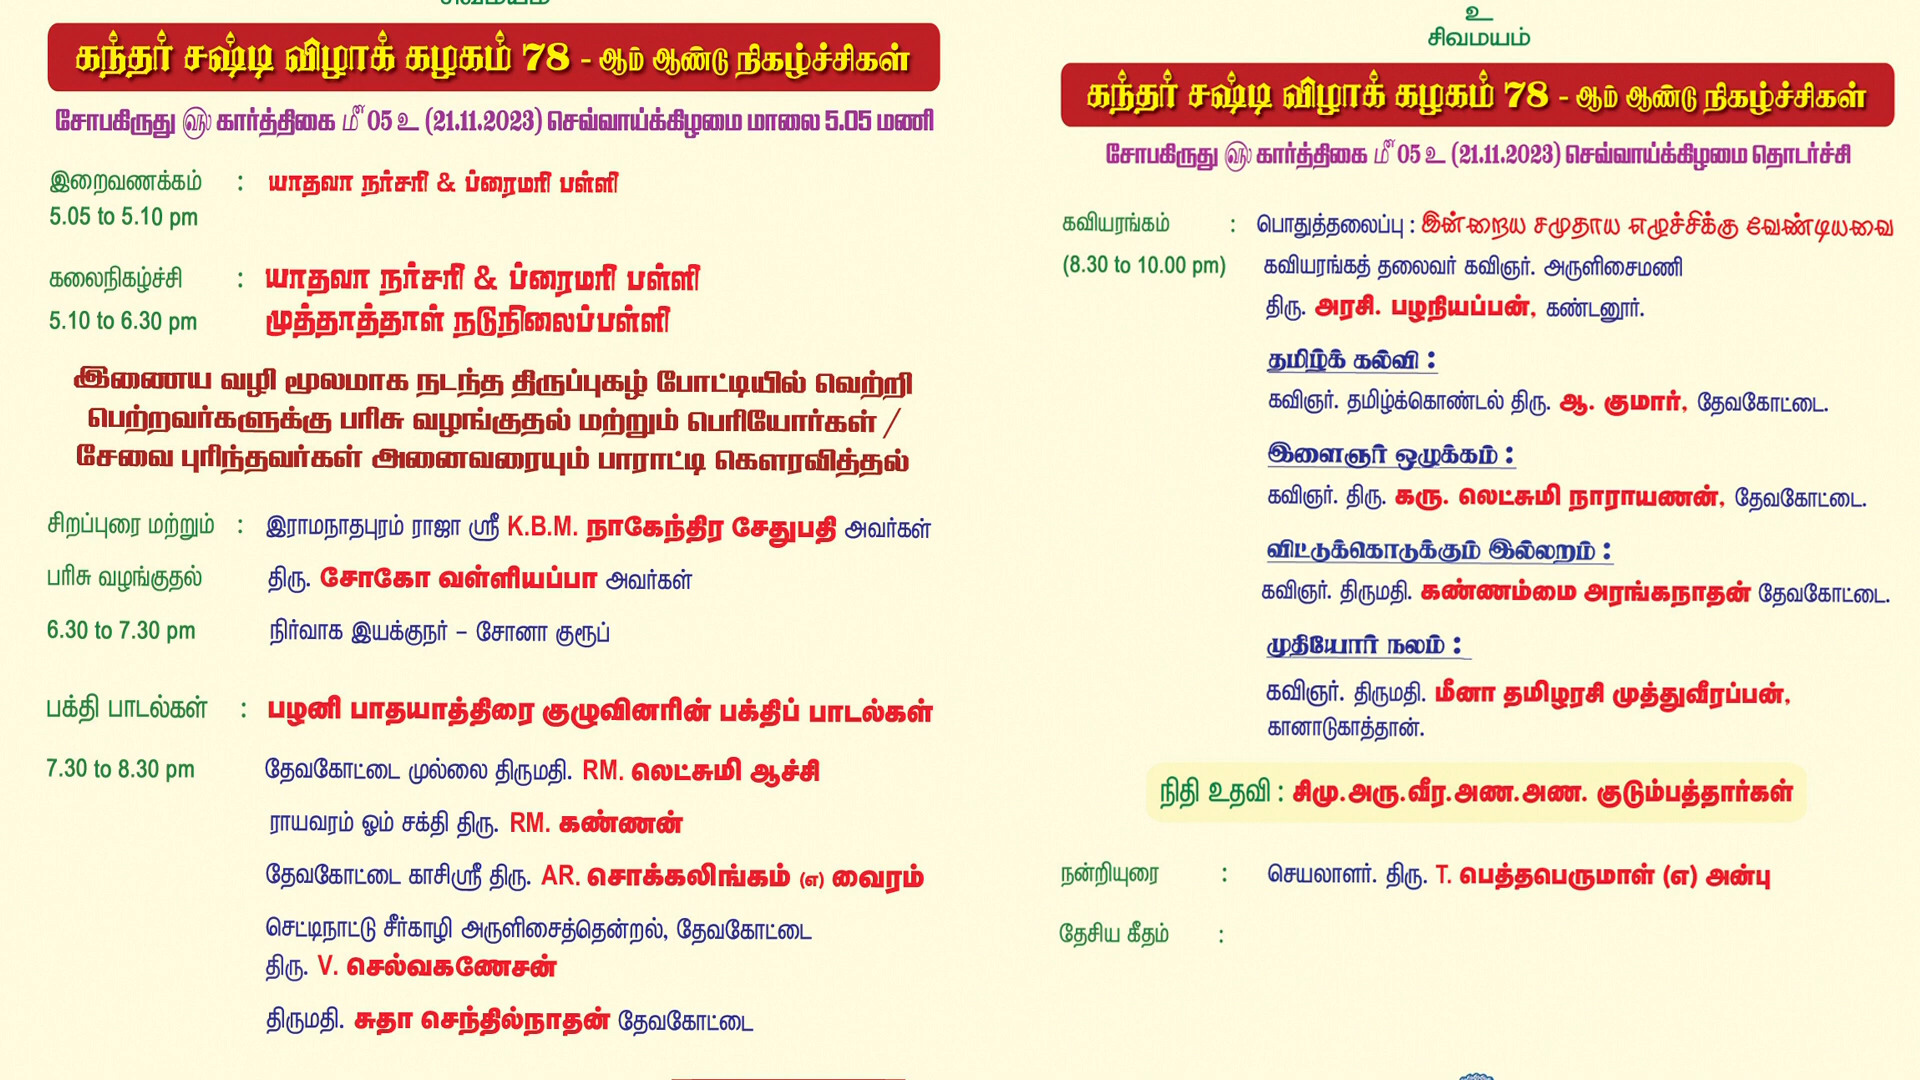 சிவமயம்
கந்தர் சஷ்டி விழாக் கழகம் 78 - ஆம் ஆண்டு நிகழ்ச்சிகள்
சோபகிருது ௵ கார்த்திகை ௴ 05 உ (21.11.2023) செவ்வாய்க்கிழமை மாலை 5.05 மணி
இறைவணக்கம் : யாதவா நர்சரி & ப்ரைமரி பள்ளி
5.05 to 5.10 pm
கலைநிகழ்ச்சி : யாதவா நர்சரி & ப்ரைமரி பள்ளி
5.10 to 6.30 pm முத்தாத்தாள் நடுநிலைப்பள்ளி
இணைய வழி மூலமாக நடந்த திருப்புகழ் போட்டியில் வெற்றி
பெற்றவர்களுக்கு பரிசு வழங்குதல் மற்றும் பெரியோர்கள் /
சேவை புரிந்தவர்கள் அனைவரையும் பாராட்டி கௌரவித்தல்
சிறப்புரை மற்றும் : இராமநாதபுரம் ராஜா ஸ்ரீ K.B.M. நாகேந்திர சேதுபதி அவர்கள்
பரிசு வழங்குதல் திரு. சோகோ வள்ளியப்பா அவர்கள்
6.30 to 7.30 pm நிர்வாக இயக்குநர் – சோனா குரூப்
பக்தி பாடல்கள் : பழனி பாதயாத்திரை குழுவினரின் பக்திப் பாடல்கள்
7.30 to 8.30 pm தேவகோட்டை முல்லை திருமதி. RM. லெட்சுமி ஆச்சி
ராயவரம் ஓம் சக்தி திரு. RM. கண்ணன்
தேவகோட்டை காசிஸ்ரீ திரு. AR. சொக்கலிங்கம் (எ) வைரம்
செட்டிநாட்டு சீர்காழி அருளிசைத்தென்றல், தேவகோட்டை
திரு. V. செல்வகணேசன்
திருமதி. சுதா செந்தில்நாதன் தேவகோட்டை
உ
சிவமயம்
கந்தர் சஷ்டி விழாக் கழகம் 78 - ஆம் ஆண்டு நிகழ்ச்சிகள்
சோபகிருது ௵ கார்த்திகை ௴ 05 உ (21.11.2023) செவ்வாய்க்கிழமை தொடர்ச்சி
கவியரங்கம் : பொதுத்தலைப்பு : இன்றைய சமுதாய எழுச்சிக்கு வேண்டியவை
(8.30 to 10.00 pm) கவியரங்கத் தலைவர் கவிஞர். அருளிசைமணி
திரு. அரசி. பழநியப்பன், கண்டனூர்.
தமிழ்க் கல்வி :
கவிஞர். தமிழ்க்கொண்டல் திரு. ஆ. குமார், தேவகோட்டை.
இளைஞர் ஒழுக்கம் :
கவிஞர். திரு. கரு. லெட்சுமி நாராயணன், தேவகோட்டை.
விட்டுக்கொடுக்கும் இல்லறம் :
கவிஞர். திருமதி. கண்ணம்மை அரங்கநாதன் தேவகோட்டை.
முதியோர் நலம் :
கவிஞர். திருமதி. மீனா தமிழரசி முத்துவீரப்பன்,
கானாடுகாத்தான்.
நிதி உதவி : சிமு.அரு.வீர.அண.அண. குடும்பத்தார்கள்
நன்றியுரை : செயலாளர். திரு. T. பெத்தபெருமாள் (எ) அன்பு
தேசிய கீதம் :